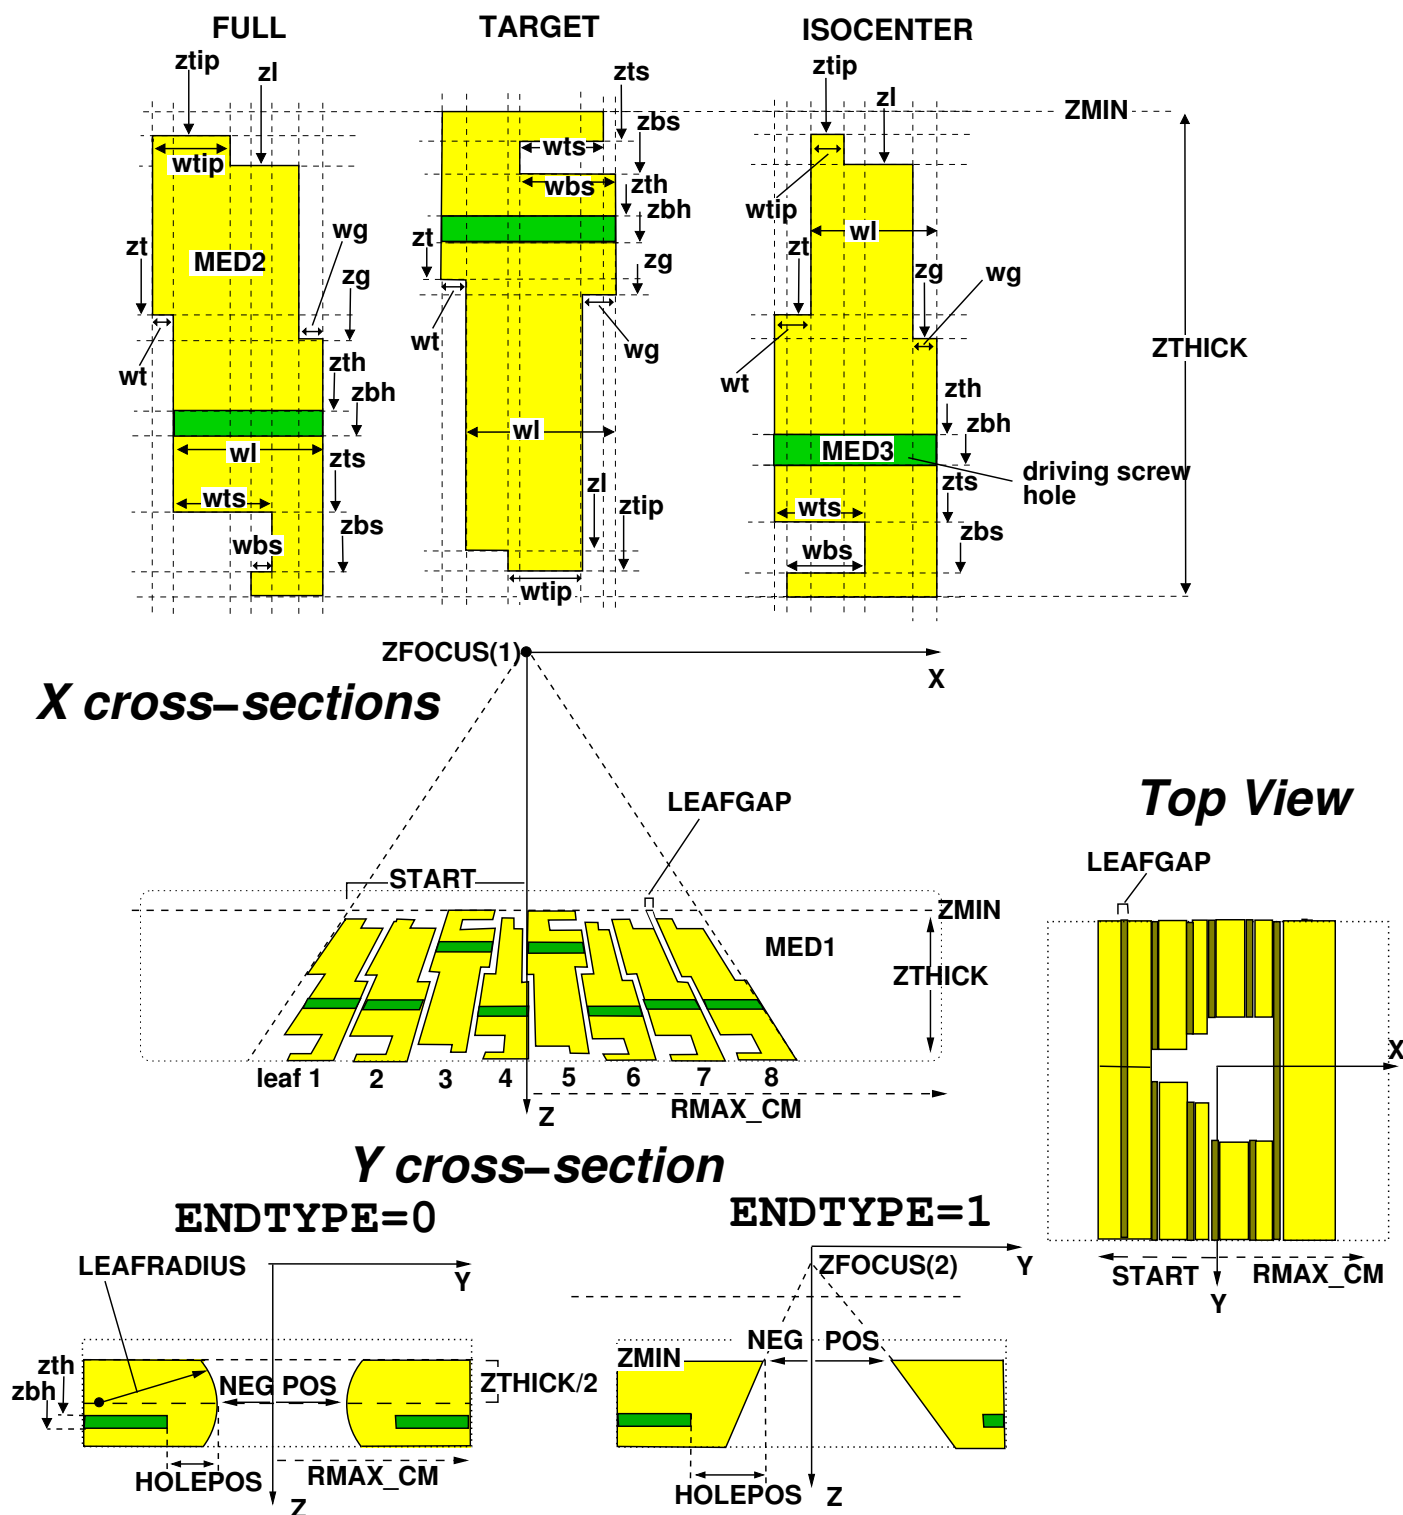 FULL
TARGET
ISOCENTER
ztip
zl
wtip
zt
MED2
wg
zg
wt
zth
zbh
wl
zts
wts
zbs
wbs
zts
zbs
wts
wbs
zth
zbh
zt
zg
wt
wg
wl
zl
ztip
wtip
ztip
zl
ZMIN
wtip
wl
zt
zg
wg
wt
ZTHICK
zth
zbh
MED3
driving screw
hole
zts
wts
zbs
wbs
ZFOCUS(1)
X
X cross-sections
LEAFGAP
START
ZMIN
MED1
ZTHICK
leaf 1
2
3
4
5
6
7
8
RMAX_CM
Z
Top View
LEAFGAP
X
START
RMAX_CM
Y
Y cross-section
ENDTYPE=0
LEAFRADIUS
Y
zth
zbh
NEG POS
ZTHICK/2
HOLEPOS
RMAX_CM
Z
ENDTYPE=1
ZFOCUS(2)
Y
NEG POS
ZMIN
HOLEPOS
Z